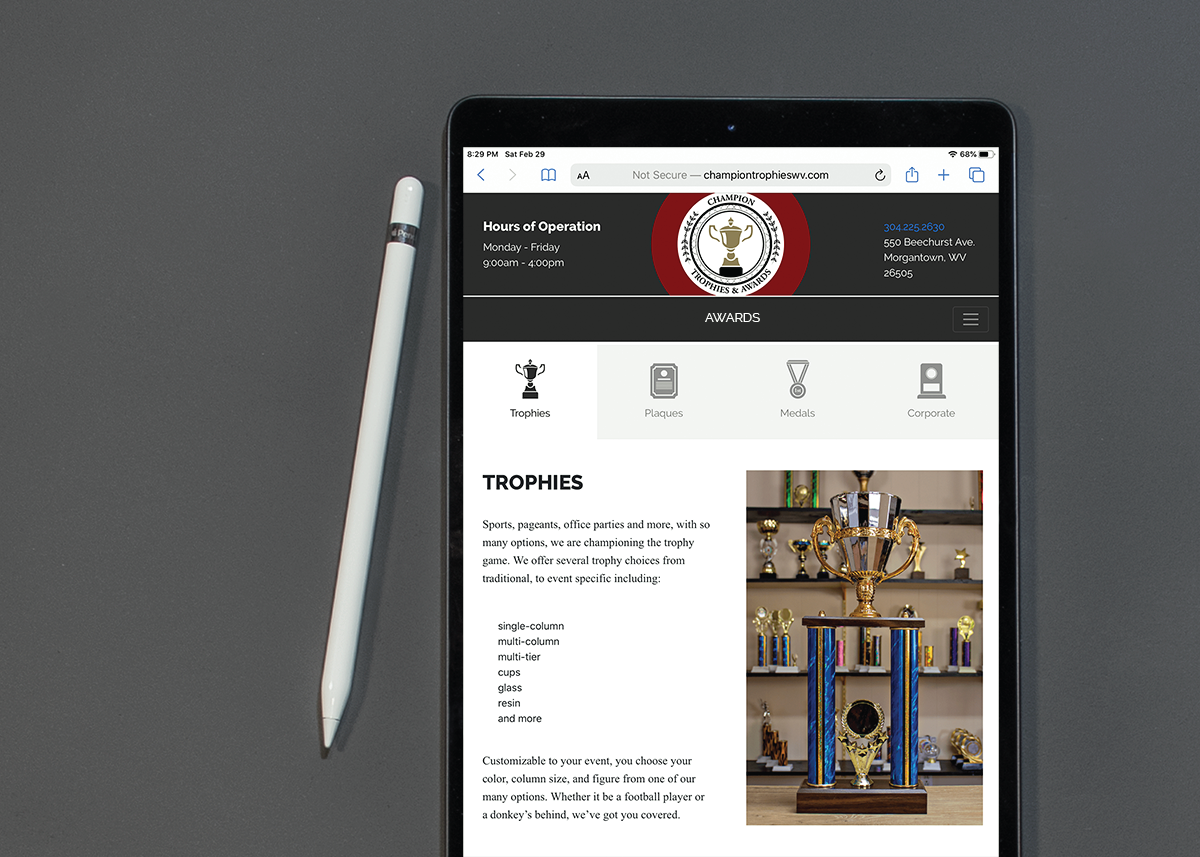 8:29 PM Sat Feb 29
68%
AA
Not Secure — championtrophieswv.com
Hours of Operation
Monday - Friday
9:00am - 4:00pm
CHAMPION
TROPHIES & AWARDS
304.225.2630
550 Beechurst Ave.
Morgantown, WV
26505
AWARDS
Trophies
Plaques
Medals
Corporate
TROPHIES
Sports, pageants, office parties and more, with so
many options, we are championing the trophy
game. We offer several trophy choices from
traditional, to event specific including:
single-column
multi-column
multi-tier
cups
glass
resin
and more
Customizable to your event, you choose your
color, column size, and figure from one of our
many options. Whether it be a football player or
a donkey's behind, we've got you covered.